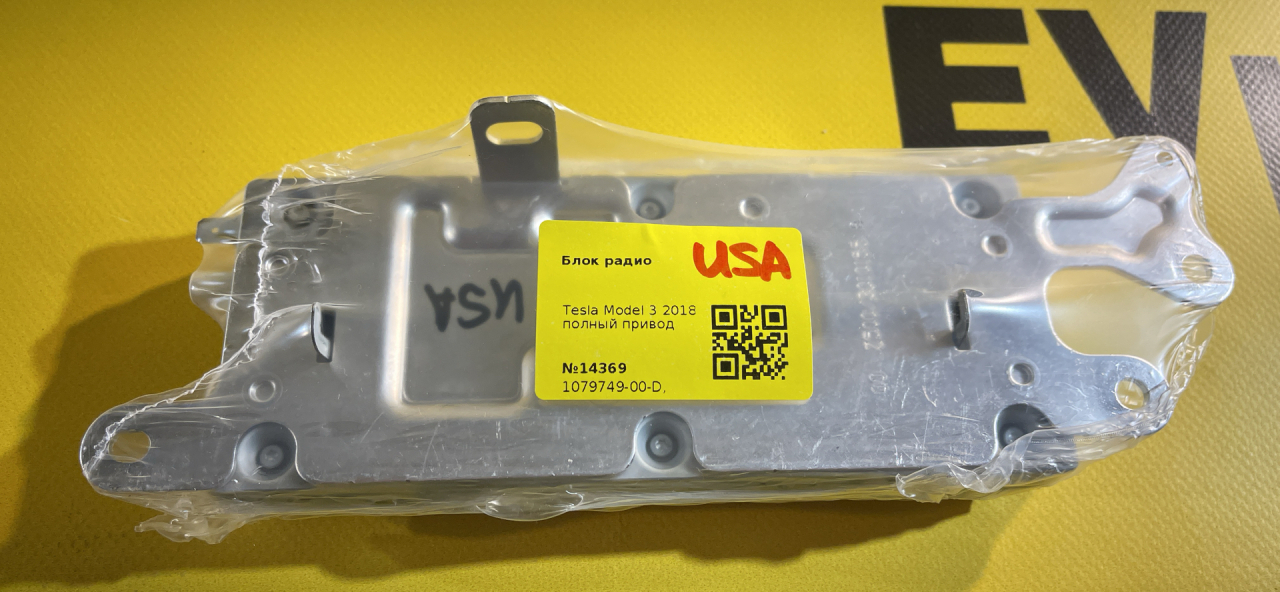 EV
Блок радио
USA
Tesla Model 3 2018
полный привод
№14369
1079749-00-D,
USA